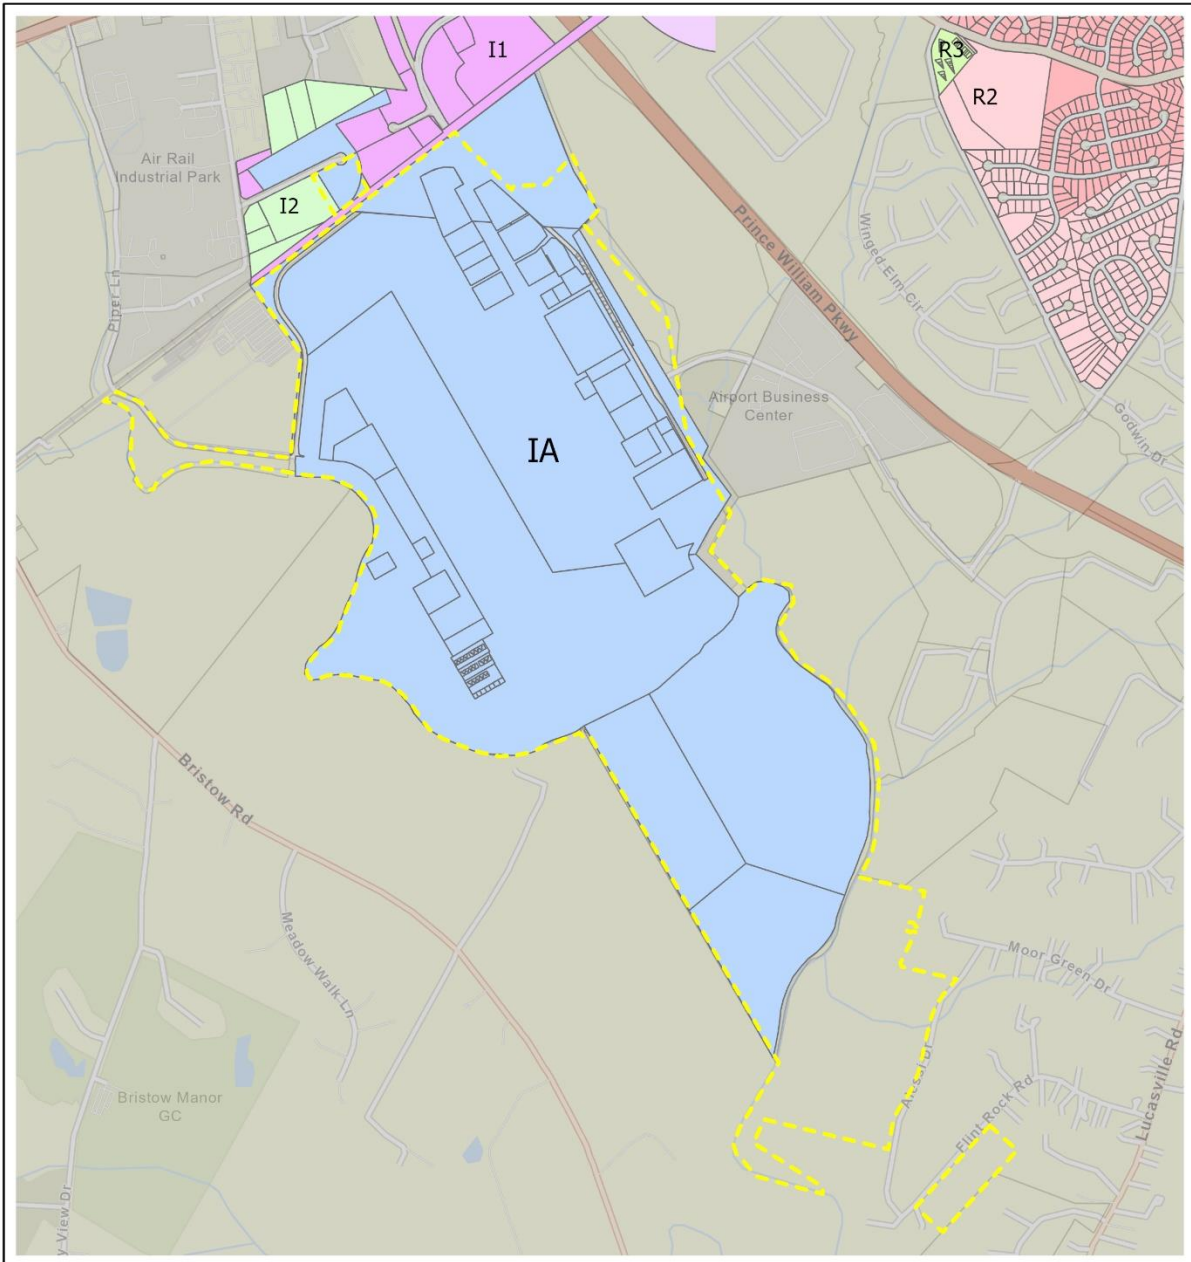 I1
R3
R2
Air Rail
Industrial Park
I2
Piper Ln
Prince William Pkwy
Winged Elm Cir
Airport Business
Center
Godwin Dr
IA
Bristow Rd
Meadow Walk Ln
Moor Green Dr
Flint Rock Rd
Lucasville Rd
Bristow Manor
GC
View Dr